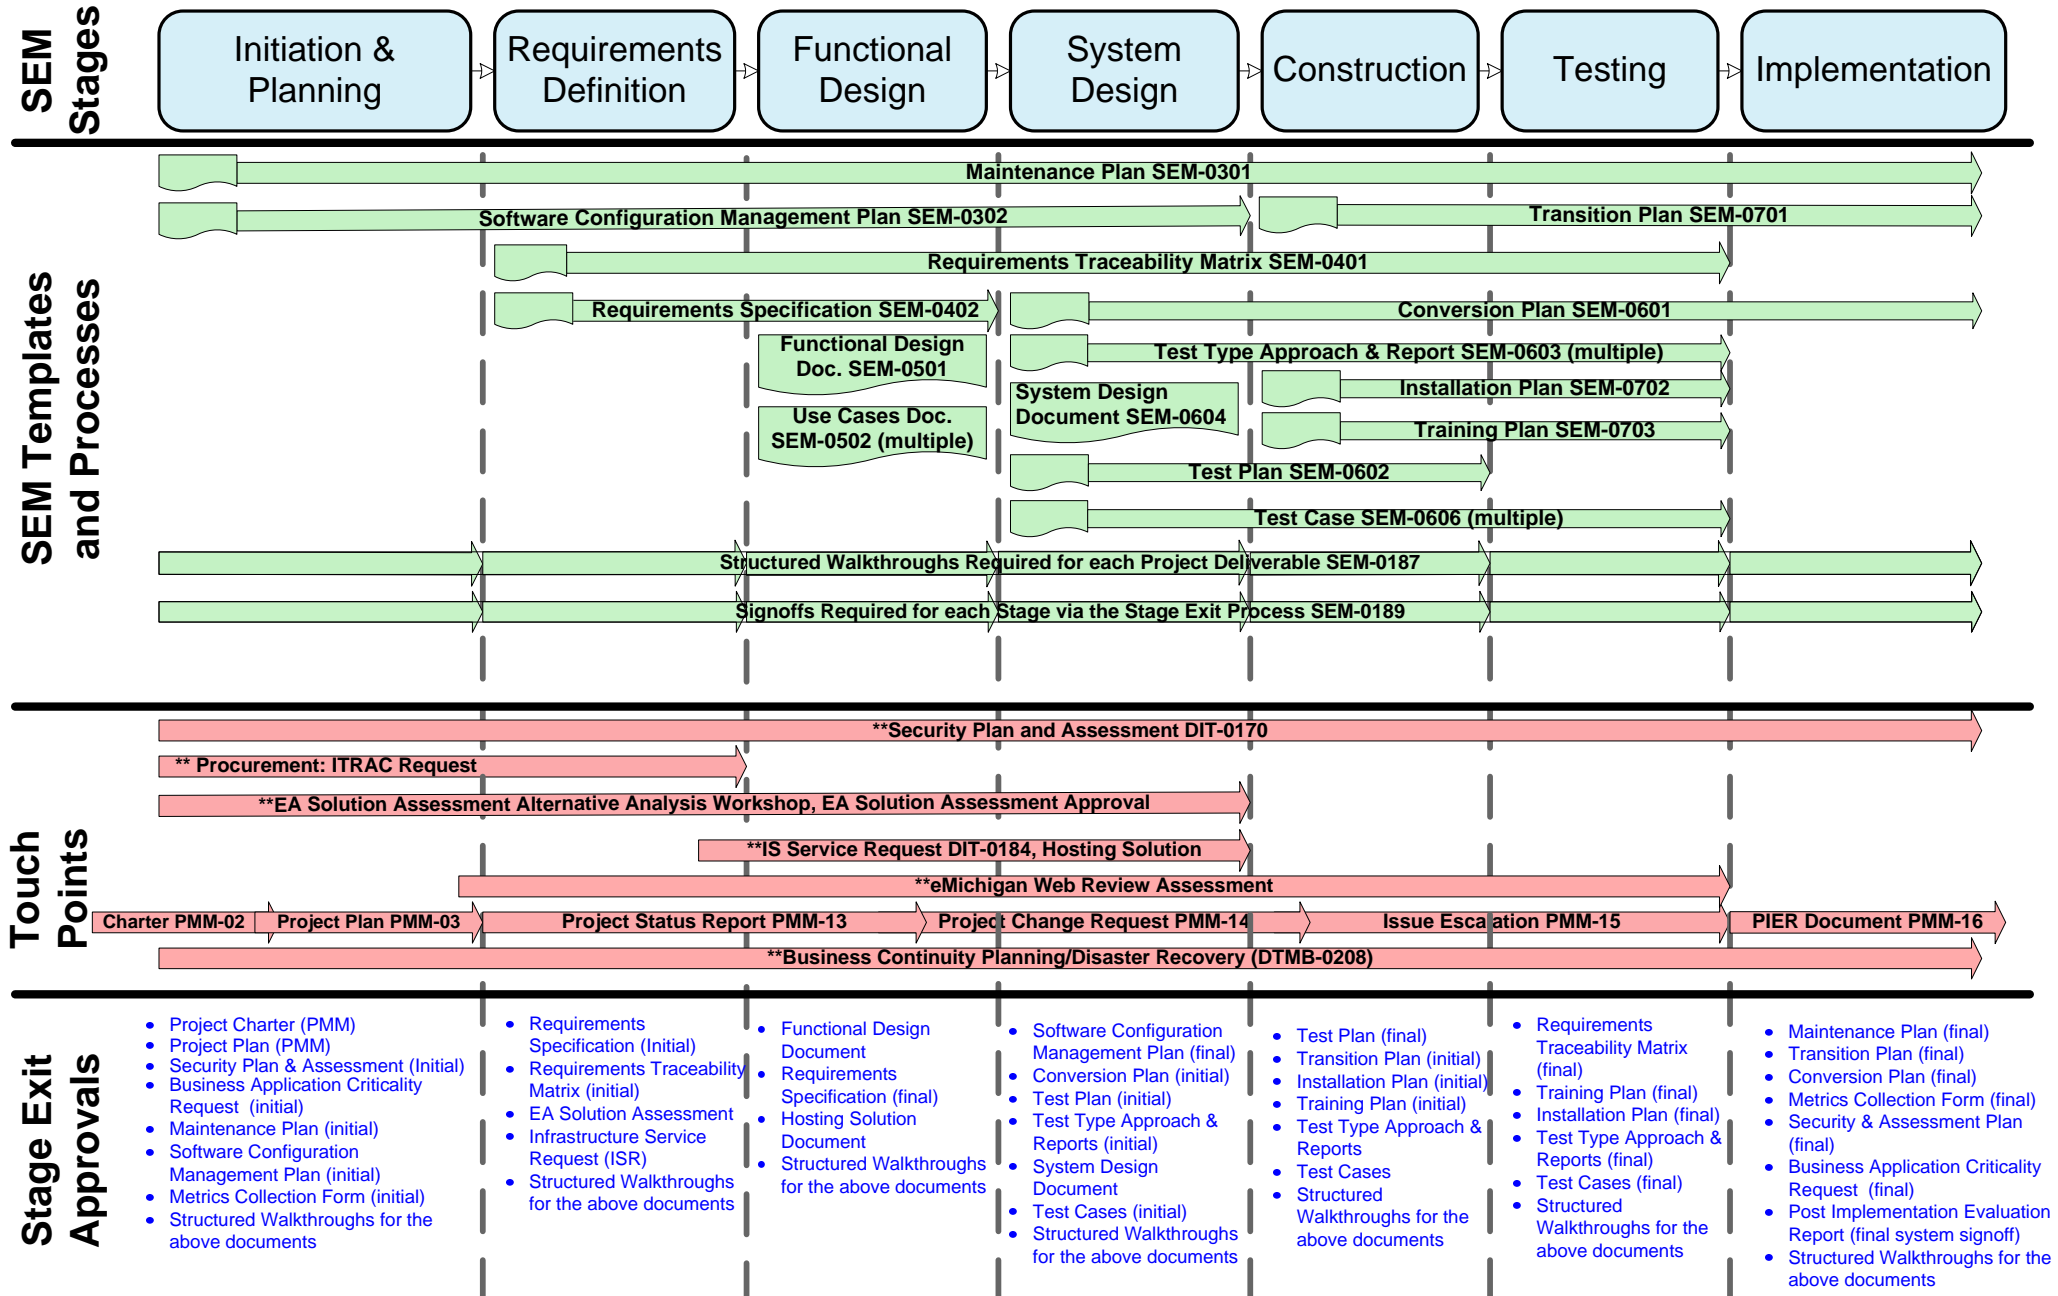 SEM
Stages
Initiation &
Planning
Requirements
Definition
Functional
Design
System
Design
Construction
Testing
Implementation
SEM Templates
and Processes
Maintenance Plan SEM-0301
Software Configuration Management Plan SEM-0302
Transition Plan SEM-0701
Requirements Traceability Matrix SEM-0401
Requirements Specification SEM-0402
Conversion Plan SEM-0601
Functional Design
Doc. SEM-0501
Test Type Approach & Report SEM-0603 (multiple)
System Design
Document SEM-0604
Installation Plan SEM-0702
Use Cases Doc.
SEM-0502 (multiple)
Training Plan SEM-0703
Test Plan SEM-0602
Test Case SEM-0606 (multiple)
Structured Walkthroughs Required for each Project Deliverable SEM-0187
Signoffs Required for each Stage via the Stage Exit Process SEM-0189
Touch
Points
**Security Plan and Assessment DIT-0170
** Procurement: ITRAC Request
**EA Solution Assessment Alternative Analysis Workshop, EA Solution Assessment Approval
**IS Service Request DIT-0184, Hosting Solution
**eMichigan Web Review Assessment
Charter PMM-02
Project Plan PMM-03
Project Status Report PMM-13
Project Change Request PMM-14
Issue Escalation PMM-15
PIER Document PMM-16
**Business Continuity Planning/Disaster Recovery (DTMB-0208)
Stage Exit
Approvals
• Project Charter (PMM)
• Project Plan (PMM)
• Security Plan & Assessment (Initial)
• Business Application Criticality
Request (initial)
• Maintenance Plan (initial)
• Software Configuration
Management Plan (initial)
• Metrics Collection Form (initial)
• Structured Walkthroughs for the
above documents
• Requirements
Specification (Initial)
• Requirements Traceability
Matrix (initial)
• EA Solution Assessment
• Infrastructure Service
Request (ISR)
• Structured Walkthroughs
for the above documents
• Functional Design
Document
• Requirements
Specification (final)
• Hosting Solution
Document
• Structured Walkthroughs
for the above documents
• Software Configuration
Management Plan (final)
• Conversion Plan (initial)
• Test Plan (initial)
• Test Type Approach &
Reports (initial)
• System Design
Document
• Test Cases (initial)
• Structured Walkthroughs
for the above documents
• Test Plan (final)
• Transition Plan (initial)
• Installation Plan (initial)
• Training Plan (initial)
• Test Type Approach &
Reports
• Test Cases
• Structured
Walkthroughs for the
above documents
• Requirements
Traceability Matrix
(final)
• Training Plan (final)
• Installation Plan (final)
• Test Type Approach &
Reports (final)
• Test Cases (final)
• Structured
Walkthroughs for the
above documents
• Maintenance Plan (final)
• Transition Plan (final)
• Conversion Plan (final)
• Metrics Collection Form (final)
• Security & Assessment Plan
(final)
• Business Application Criticality
Request (final)
• Post Implementation Evaluation
Report (final system signoff)
• Structured Walkthroughs for the
above documents